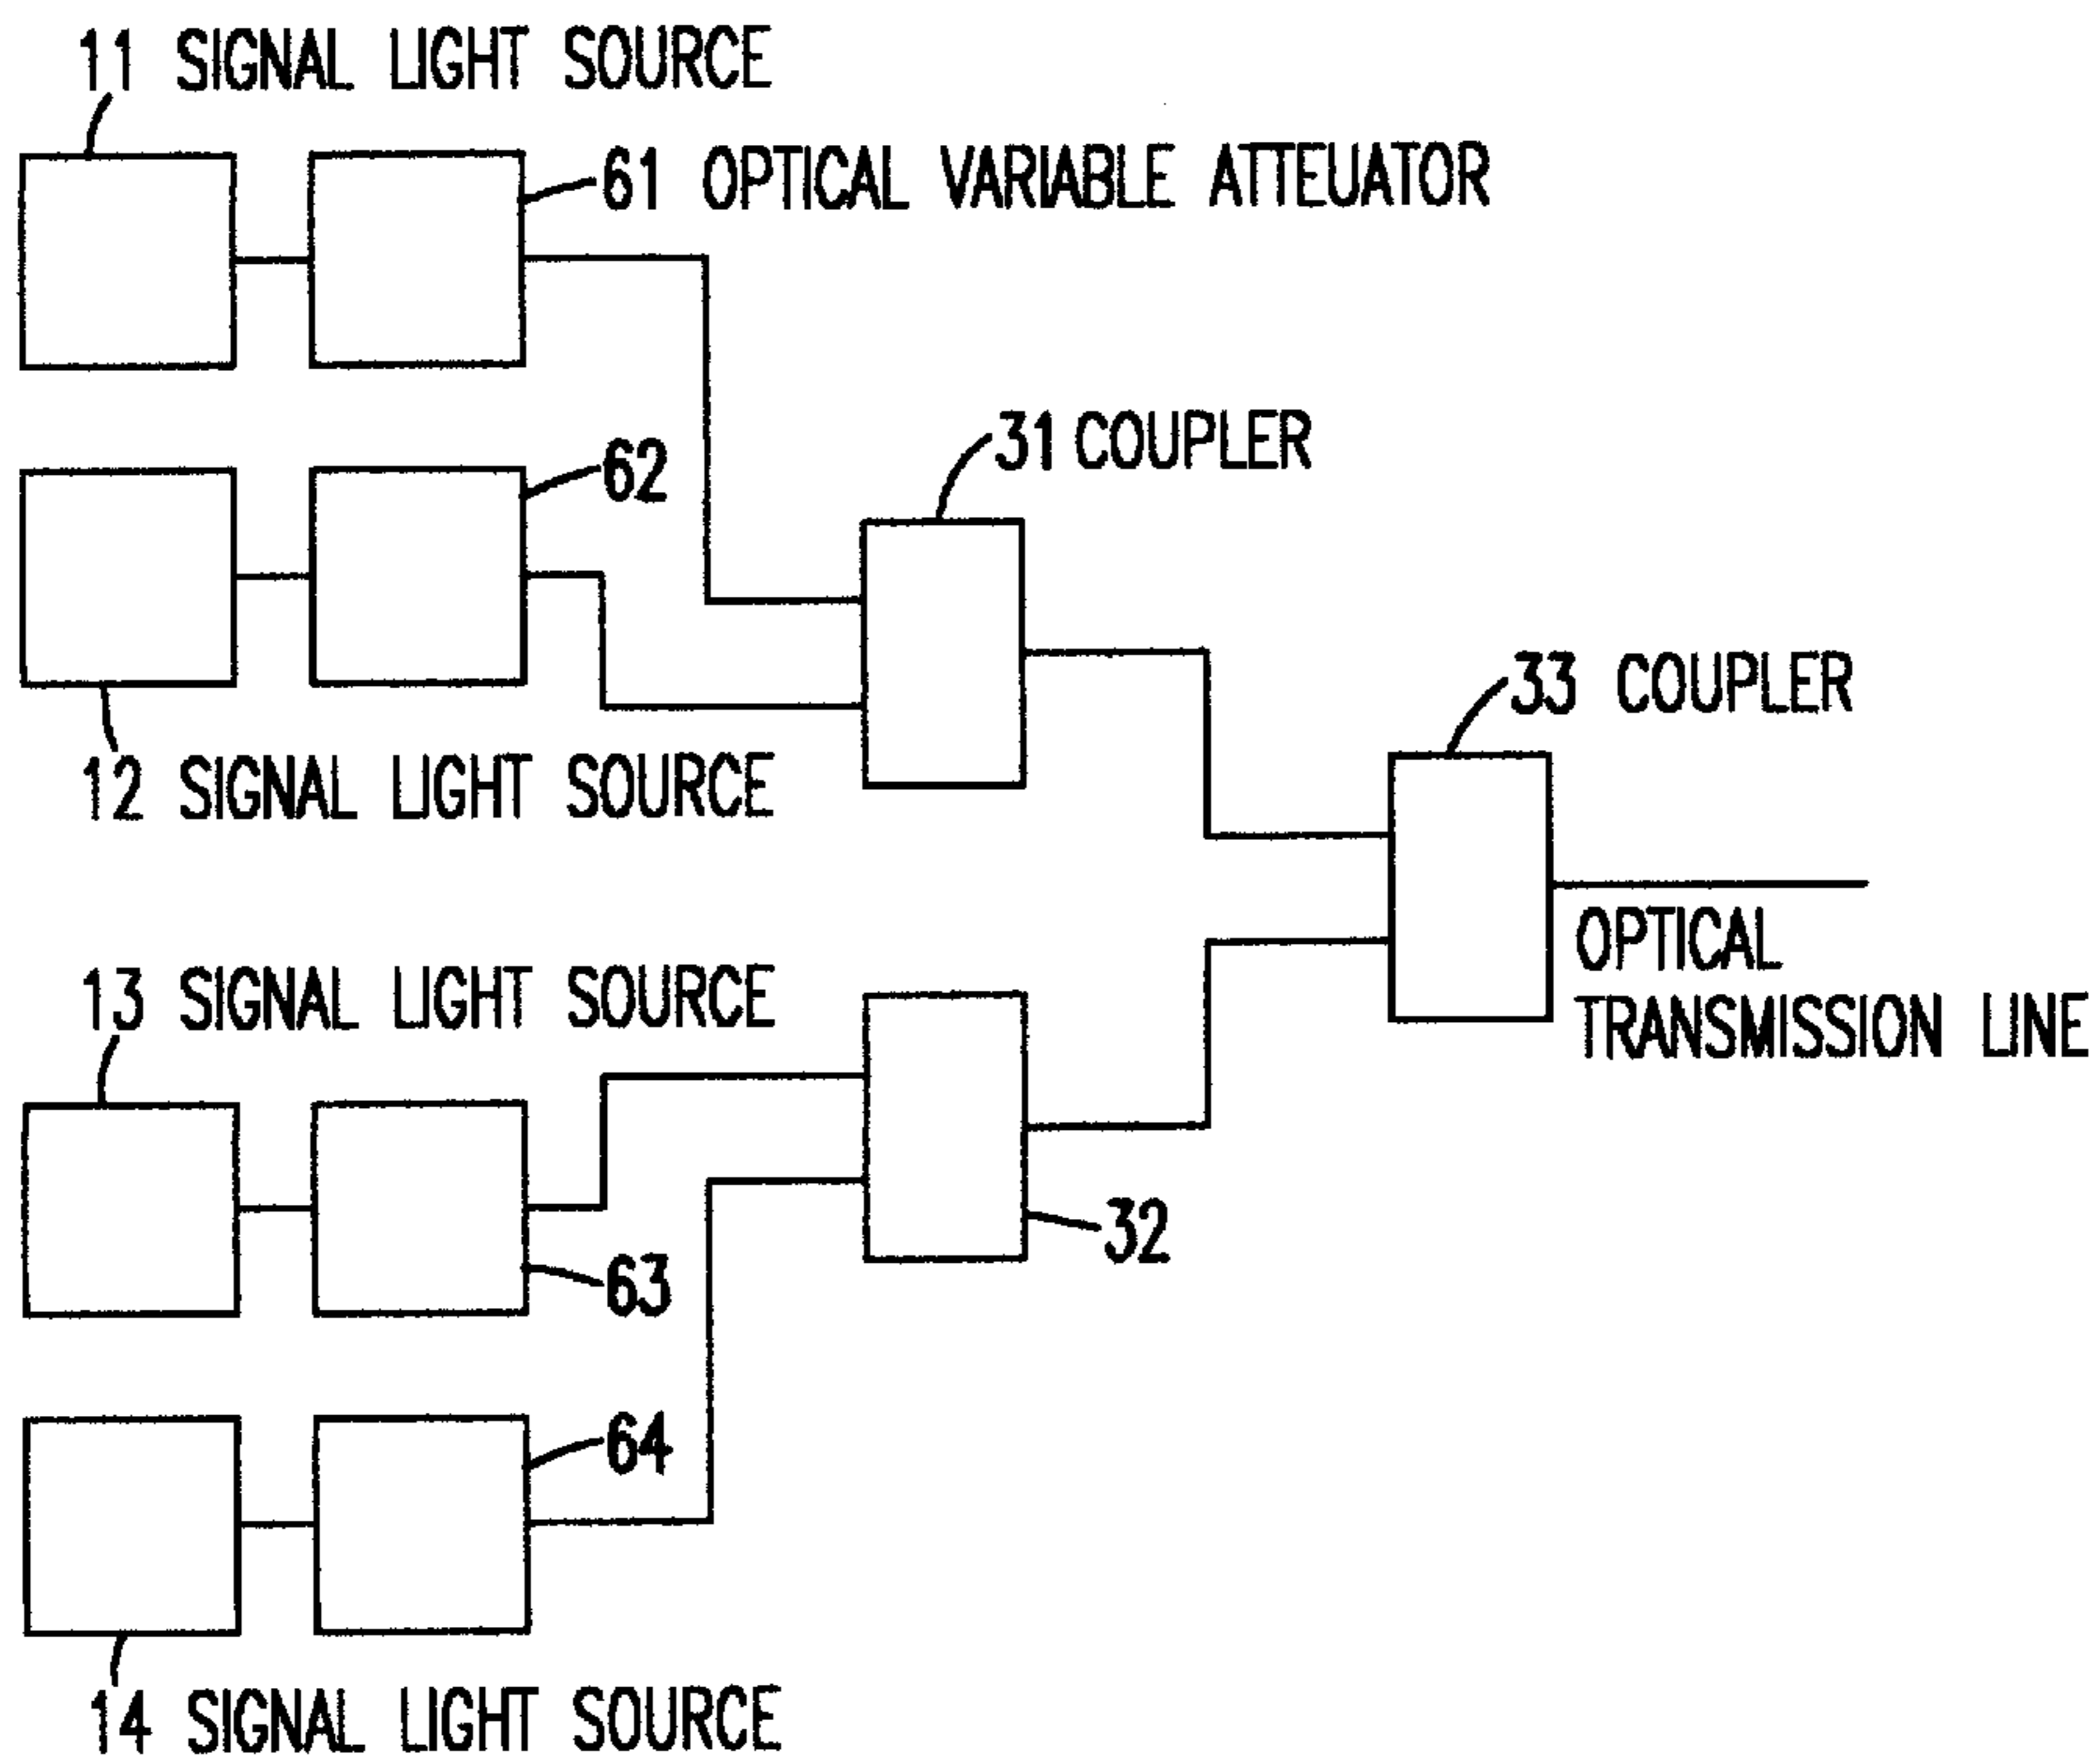 11 SIGNAL LIGHT SOURCE
61 OPTICAL VARIABLE ATTEUATOR
62
31 COUPLER
12 SIGNAL LIGHT SOURCE
33 COUPLER
OPTICAL
TRANSMISSION LINE
13 SIGNAL LIGHT SOURCE
63
32
64
14 SIGNAL LIGHT SOURCE